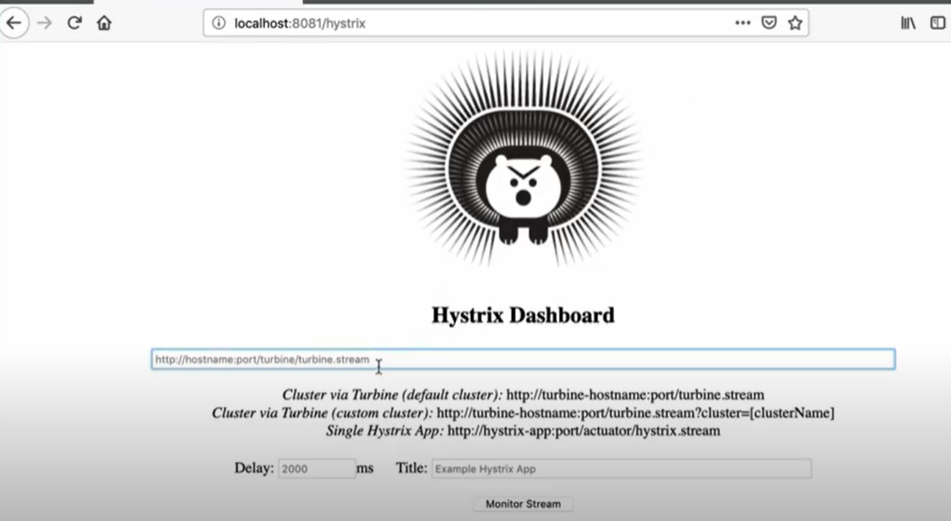 localhost:8081/hystrix
Hystrix Dashboard
http://hostname:port/turbine/turbine.stream
Cluster via Turbine (default cluster): http://turbine-hostname:port/turbine.stream
Cluster via Turbine (custom cluster): http://turbine-hostname:port/turbine.stream?cluster=[clusterName]
Single Hystrix App: http://hystrix-app:port/actuator/hystrix.stream
Delay: 2000 ms Title: Example Hystrix App
Monitor Stream